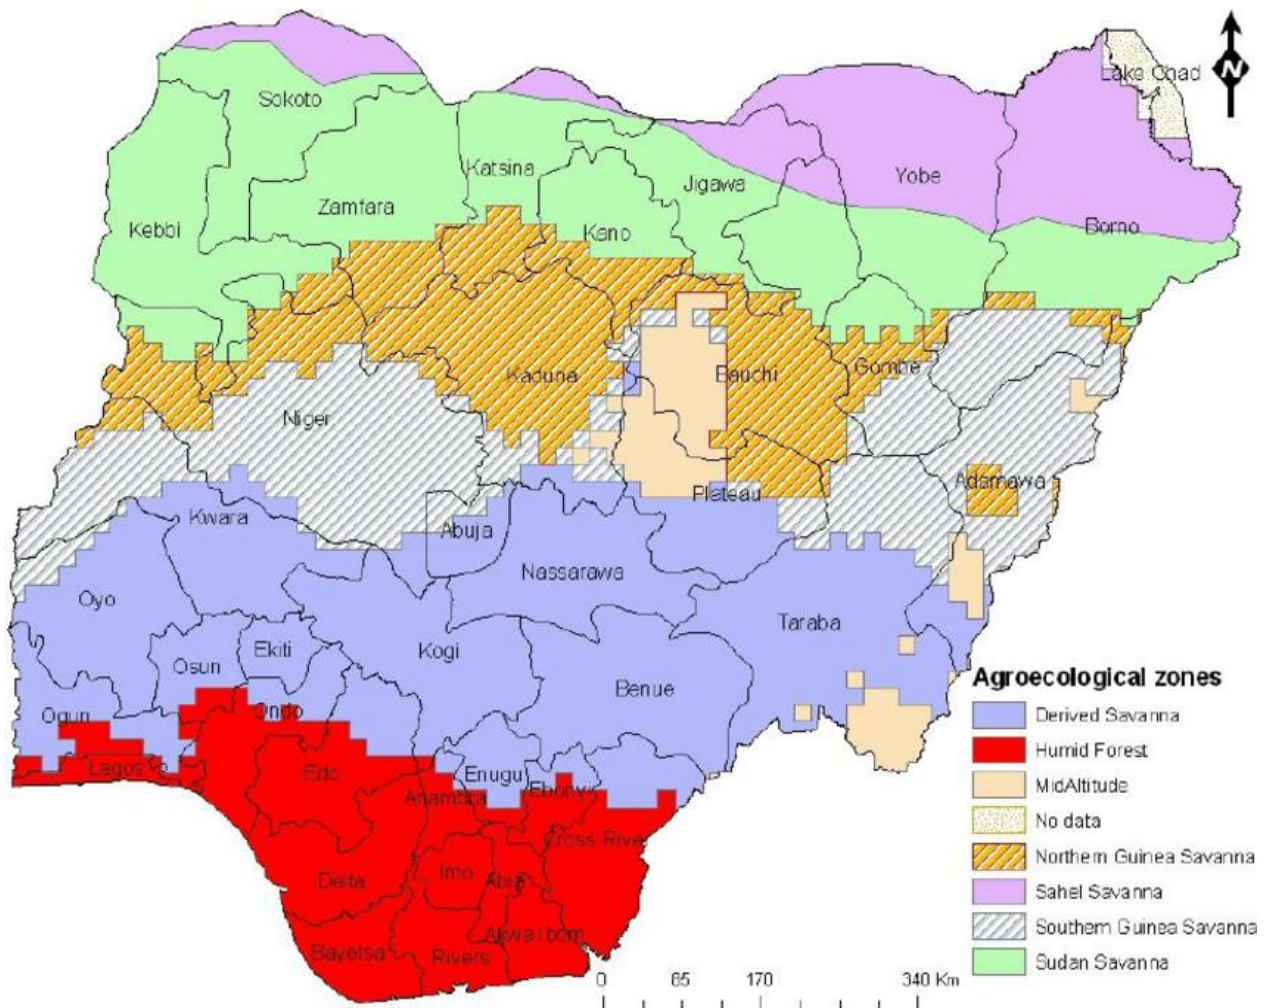 N
Lake Chad
Sokoto
Katsina
Jigawa
Yobe
Zamfara
Kebbi
Kano
Borno
Kaduna
Bauchi
Gombe
Niger
Adamawa
Plateau
Kwara
Abuja
Nassarawa
Oyo
Taraba
Osun
Ekiti
Kogi
Benue
Ogun
Ondo
Lagos
Edo
Enugu
Anambra
Ebonyi
Cross River
Delta
Imo
Abia
Akwa Ibom
Bayelsa
Rivers
Agroecological zones
Derived Savanna
Humid Forest
MidAltitude
No data
Northern Guinea Savanna
Sahel Savanna
Southern Guinea Savanna
Sudan Savanna
0 85 170 340 Km